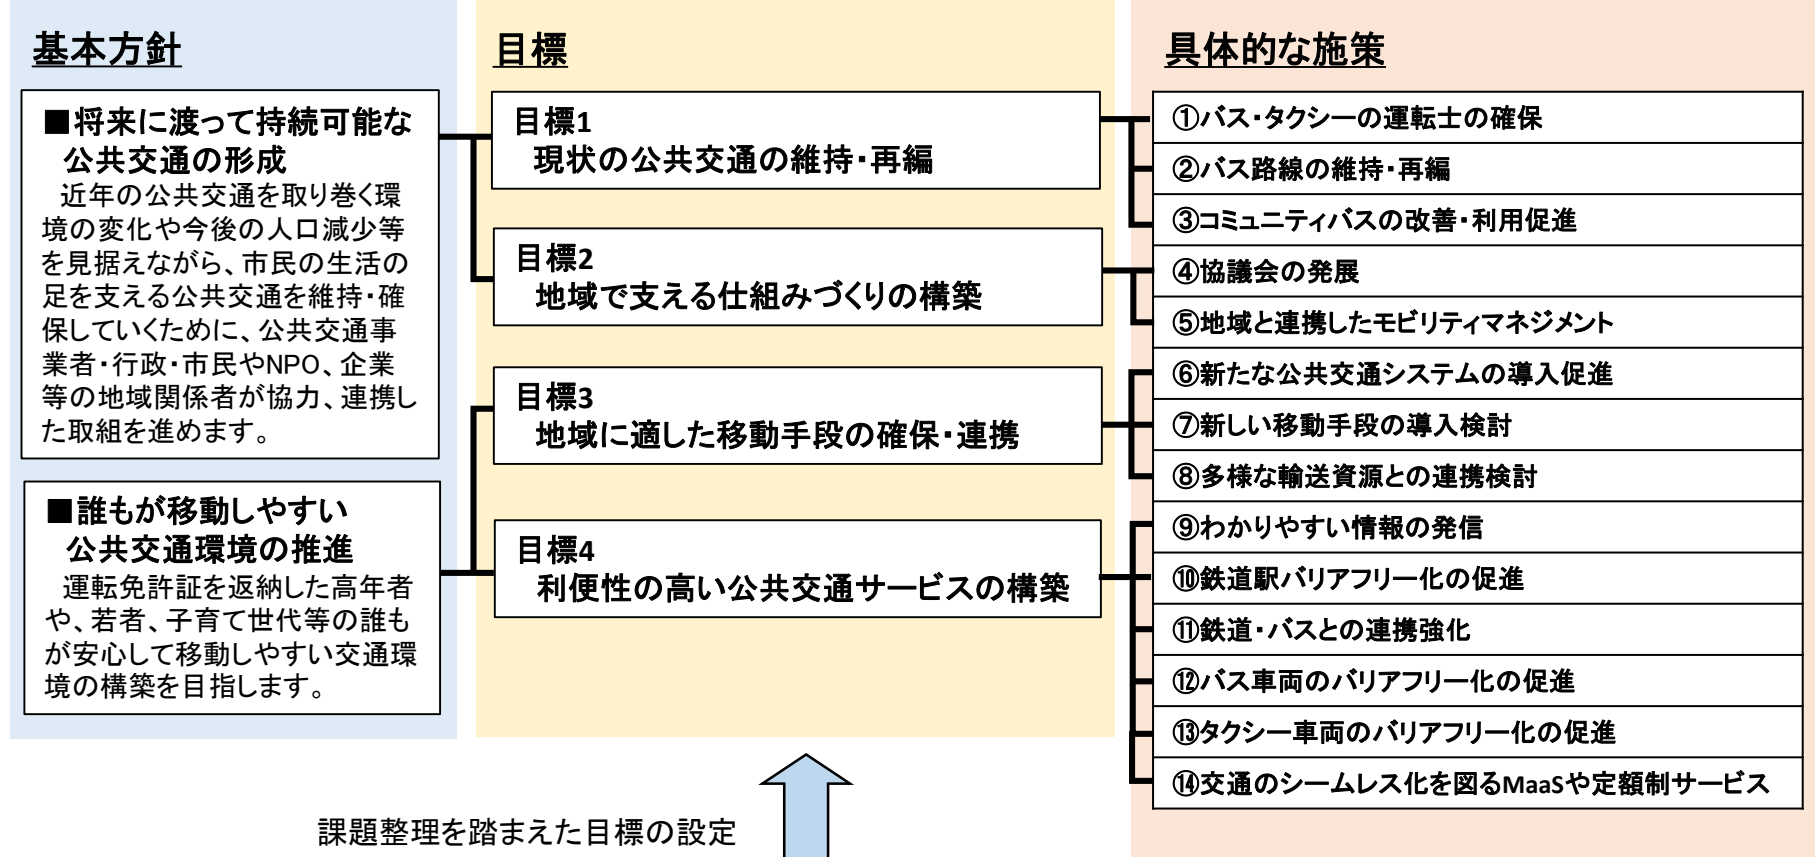 基本方針
■将来に渡って持続可能な
公共交通の形成
近年の公共交通を取り巻く環
境の変化や今後の人口減少等
を見据えながら、市民の生活の
足を支える公共交通を維持・確
保していくために、公共交通事
業者・行政・市民やNPO、企業
等の地域関係者が協力、連携し
た取組を進めます。
■誰もが移動しやすい
公共交通環境の推進
運転免許証を返納した高年者
や、若者、子育て世代等の誰も
が安心して移動しやすい交通環
境の構築を目指します。
目標
目標1
現状の公共交通の維持・再編
目標2
地域で支える仕組みづくりの構築
目標3
地域に適した移動手段の確保・連携
目標4
利便性の高い公共交通サービスの構築
具体的な施策
①バス・タクシーの運転士の確保
②バス路線の維持・再編
③コミュニティバスの改善・利用促進
④協議会の発展
⑤地域と連携したモビリティマネジメント
⑥新たな公共交通システムの導入促進
⑦新しい移動手段の導入検討
⑧多様な輸送資源との連携検討
⑨わかりやすい情報の発信
⑩鉄道駅バリアフリー化の促進
⑪鉄道・バスとの連携強化
⑫バス車両のバリアフリー化の促進
⑬タクシー車両のバリアフリー化の促進
⑭交通のシームレス化を図るMaaSや定額制サービス
課題整理を踏まえた目標の設定